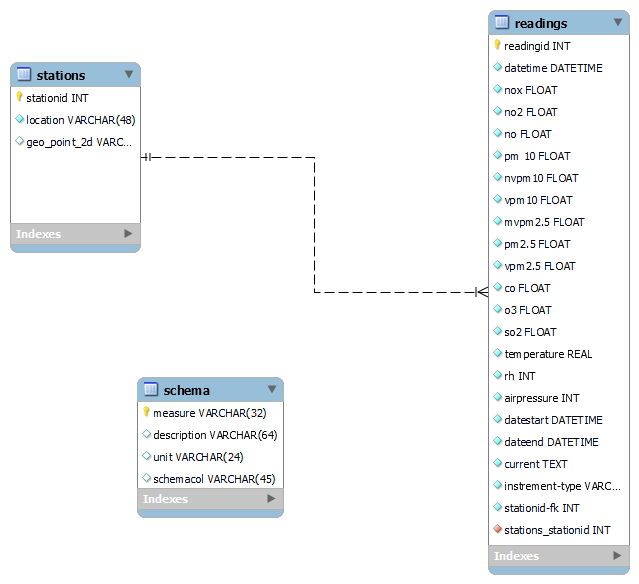 stations
stationid INT
location VARCHAR(48)
geo_point_2d VARC...
Indexes
schema
measure VARCHAR(32)
description VARCHAR(64)
unit VARCHAR(24)
schemacol VARCHAR(45)
Indexes
readings
readingid INT
datetime DATETIME
nox FLOAT
no2 FLOAT
no FLOAT
pm 10 FLOAT
nvpm10 FLOAT
vpm10 FLOAT
mvpm2.5 FLOAT
pm2.5 FLOAT
vpm2.5 FLOAT
co FLOAT
o3 FLOAT
so2 FLOAT
temperature REAL
rh INT
airpressure INT
datestart DATETIME
dateend DATETIME
current TEXT
instrement-type VARC...
stationid-fk INT
stations_stationid INT
Indexes